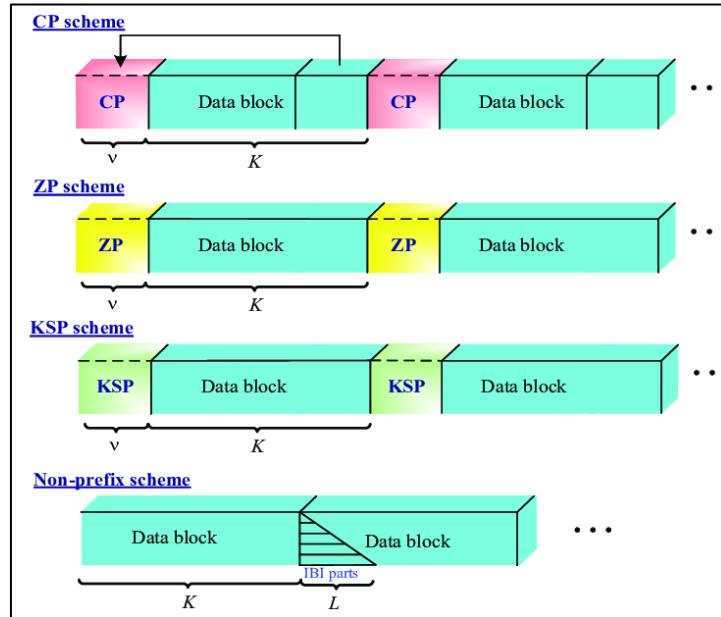 CP scheme
CP Data block CP Data block . .
ν K
ZP scheme
ZP Data block ZP Data block . .
ν K
KSP scheme
KSP Data block KSP Data block . .
ν K
Non-prefix scheme
Data block Data block . . .
IBI parts
K L